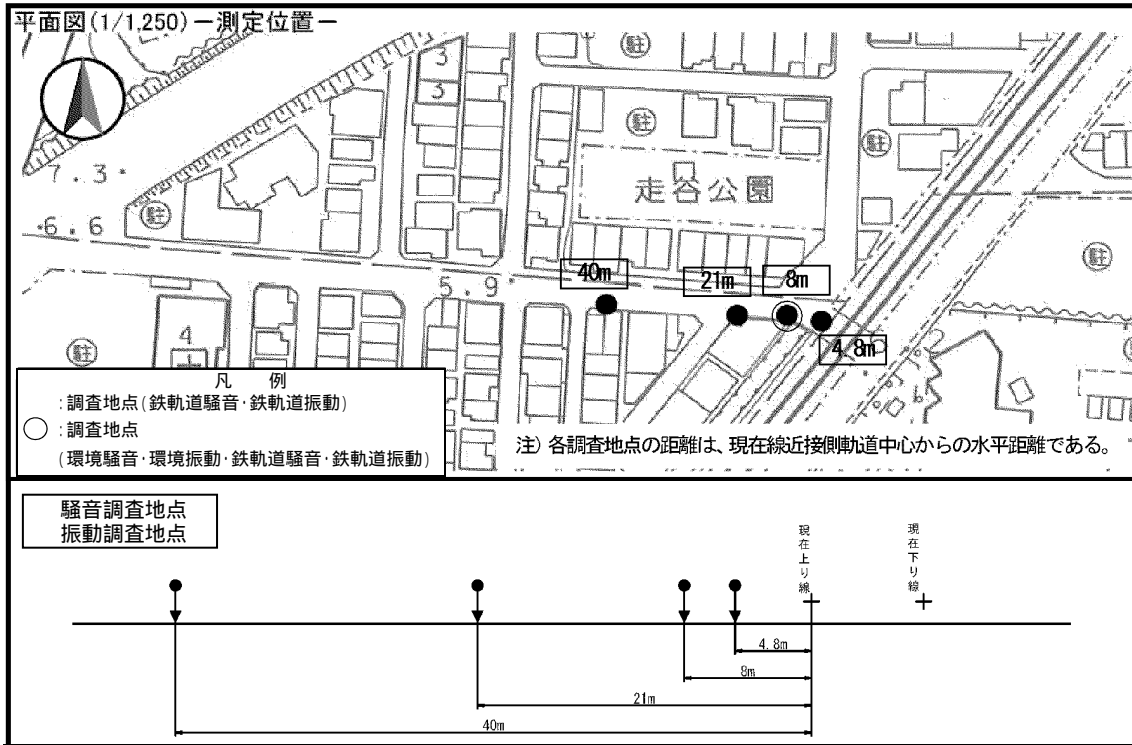 平面図(1/1,250)－測定位置－
3
3
駐
駐
駐
7.3
走谷公園
駐
6.6
駐
40m
21m
8m
5.9
4
4.8m
駐
凡 例
:調査地点(鉄軌道騒音・鉄軌道振動)
:調査地点
(環境騒音・環境振動・鉄軌道騒音・鉄軌道振動)
注) 各調査地点の距離は、現在線近接側軌道中心からの水平距離である。
騒音調査地点
振動調査地点
現在上り線
現在下り線
4.8m
8m
21m
40m